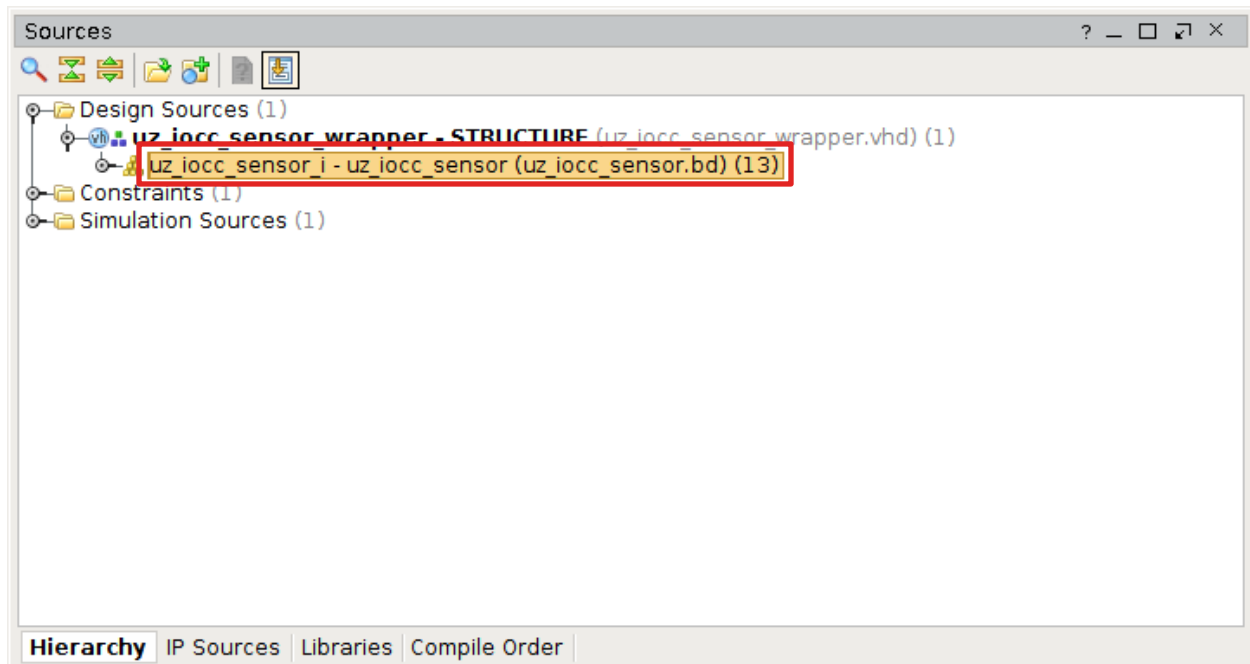 Sources
Design Sources (1)
vh uz_iocc_sensor_wrapper - STRUCTURE (uz_iocc_sensor_wrapper.vhd) (1)
uz_iocc_sensor_i - uz_iocc_sensor (uz_iocc_sensor.bd) (13)
Constraints (1)
Simulation Sources (1)
Hierarchy IP Sources Libraries Compile Order